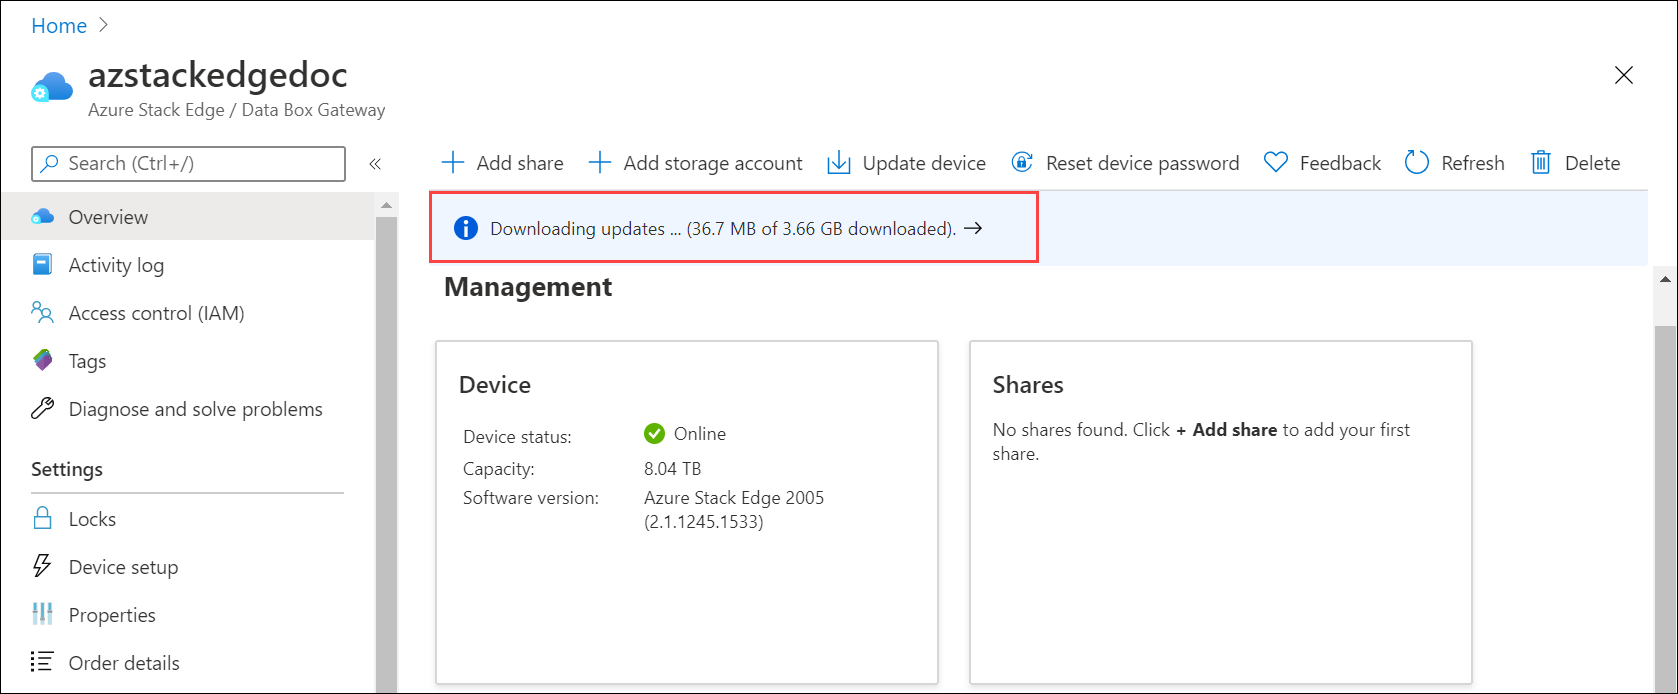 Home >
azstackedgedoc
Azure Stack Edge / Data Box Gateway
Search (Ctrl+/)
«
Add share
Add storage account
Update device
Reset device password
Feedback
Refresh
Delete
Overview
Activity log
Access control (IAM)
Tags
Diagnose and solve problems
Settings
Locks
Device setup
Properties
Order details
Downloading updates ... (36.7 MB of 3.66 GB downloaded). →
Management
Device
Device status: Online
Capacity: 8.04 TB
Software version: Azure Stack Edge 2005
(2.1.1245.1533)
Shares
No shares found. Click + Add share to add your first
share.